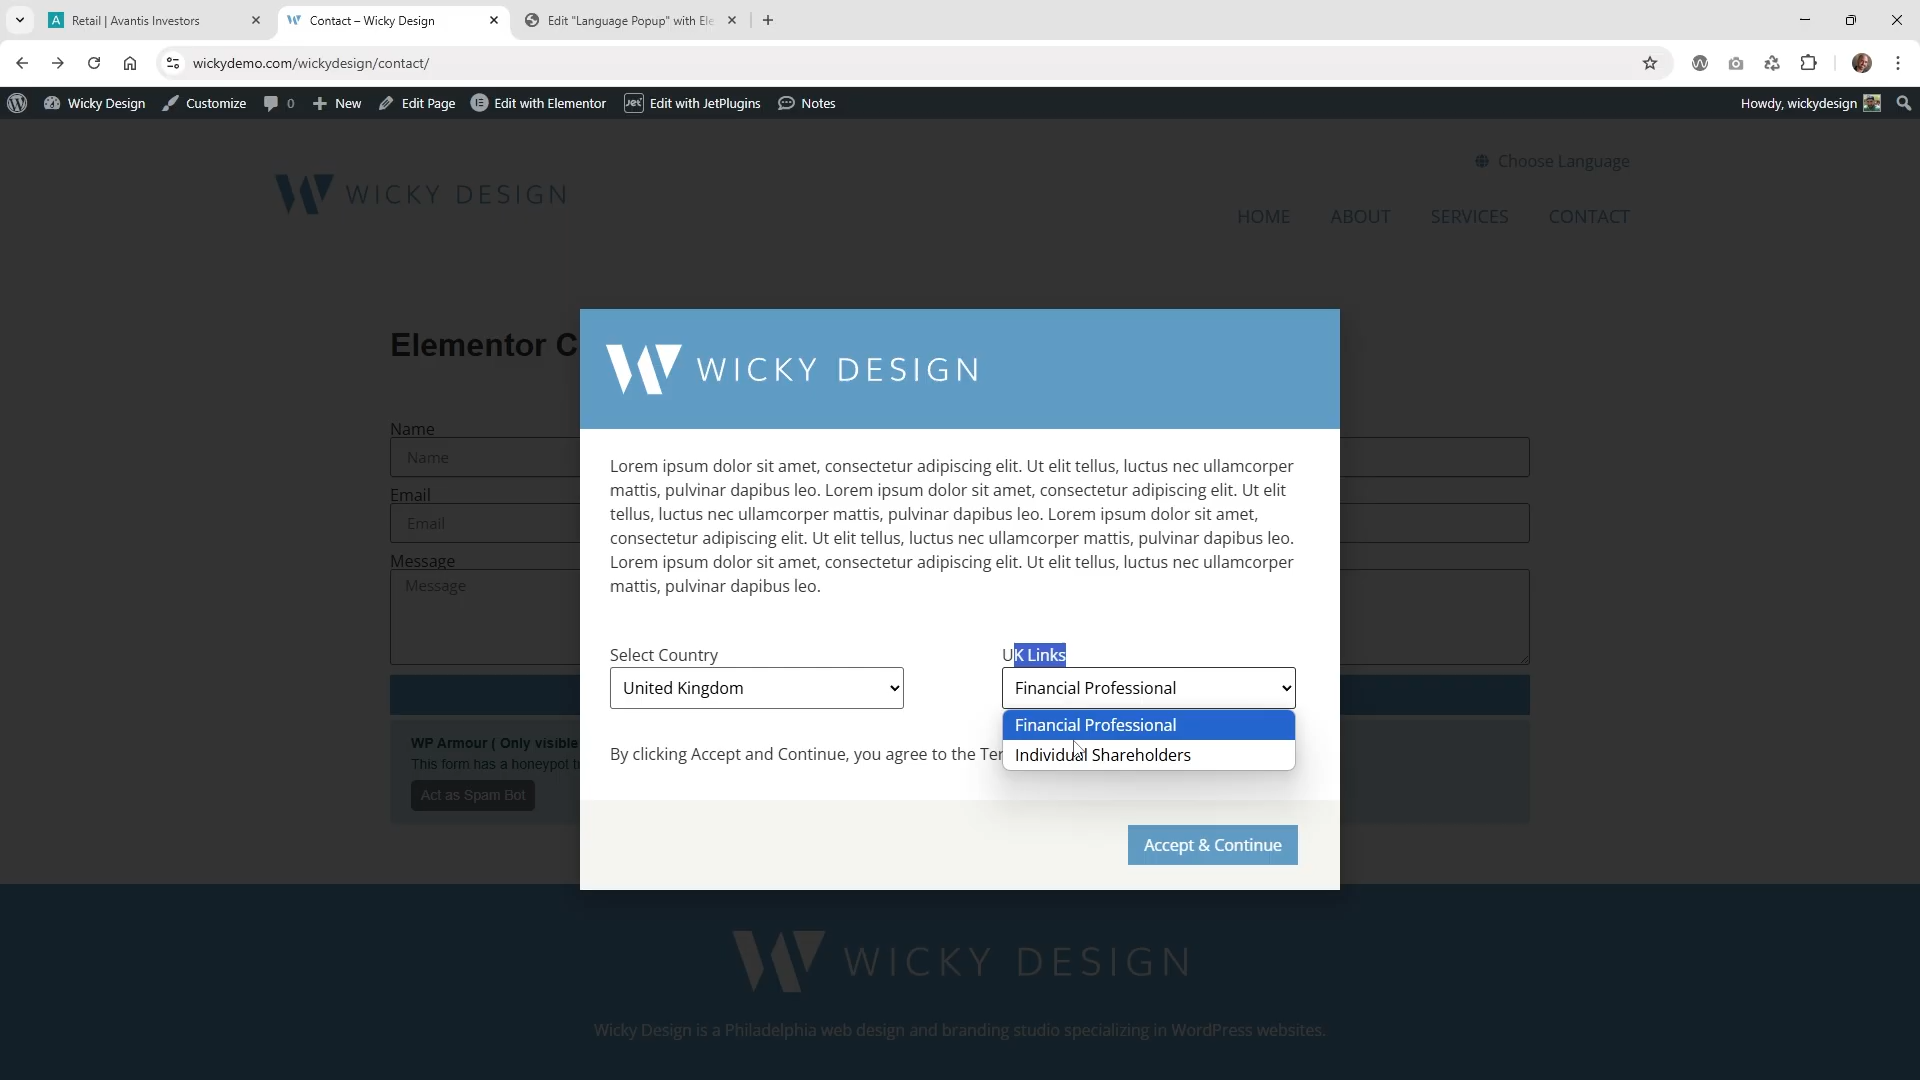 Retail | Avantis Investors
Contact – Wicky Design
Edit "Language Popup" with Ele
wickydemo.com/wickydesign/contact/
Wicky Design
Customize
0
New
Edit Page
Edit with Elementor
Jet
Edit with JetPlugins
Notes
Howdy, wickydesign
Choose Language
WICKY DESIGN
HOME
ABOUT
SERVICES
CONTACT
Elementor C
WICKY DESIGN
Name
Name
Email
Email
Message
Message
Lorem ipsum dolor sit amet, consectetur adipiscing elit. Ut elit tellus, luctus nec ullamcorper
mattis, pulvinar dapibus leo. Lorem ipsum dolor sit amet, consectetur adipiscing elit. Ut elit
tellus, luctus nec ullamcorper mattis, pulvinar dapibus leo. Lorem ipsum dolor sit amet,
consectetur adipiscing elit. Ut elit tellus, luctus nec ullamcorper mattis, pulvinar dapibus leo.
Lorem ipsum dolor sit amet, consectetur adipiscing elit. Ut elit tellus, luctus nec ullamcorper
mattis, pulvinar dapibus leo.
Select Country
United Kingdom
UK Links
Financial Professional
Financial Professional
Individual Shareholders
By clicking Accept and Continue, you agree to the Ter
WP Armour ( Only visible
This form has a honeypot t
Act as Spam Bot
Accept & Continue
WICKY DESIGN
Wicky Design is a Philadelphia web design and branding studio specializing in WordPress websites.